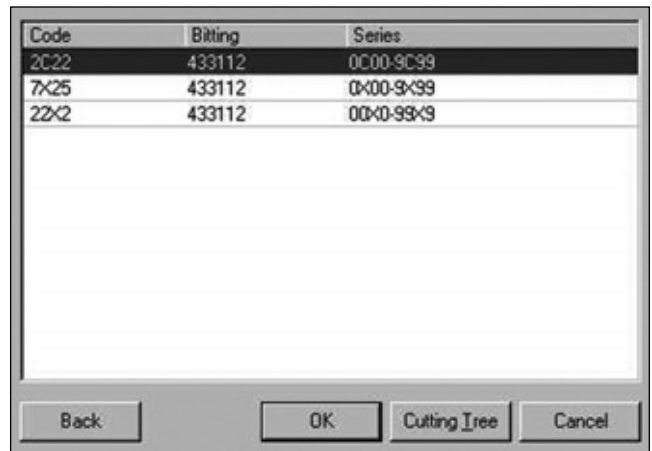 Code Bitting Series
2C22 433112 0C00-9C99
7X25 433112 0X00-9X99
22X2 433112 00X0-99X9
Back OK Cutting Tree Cancel